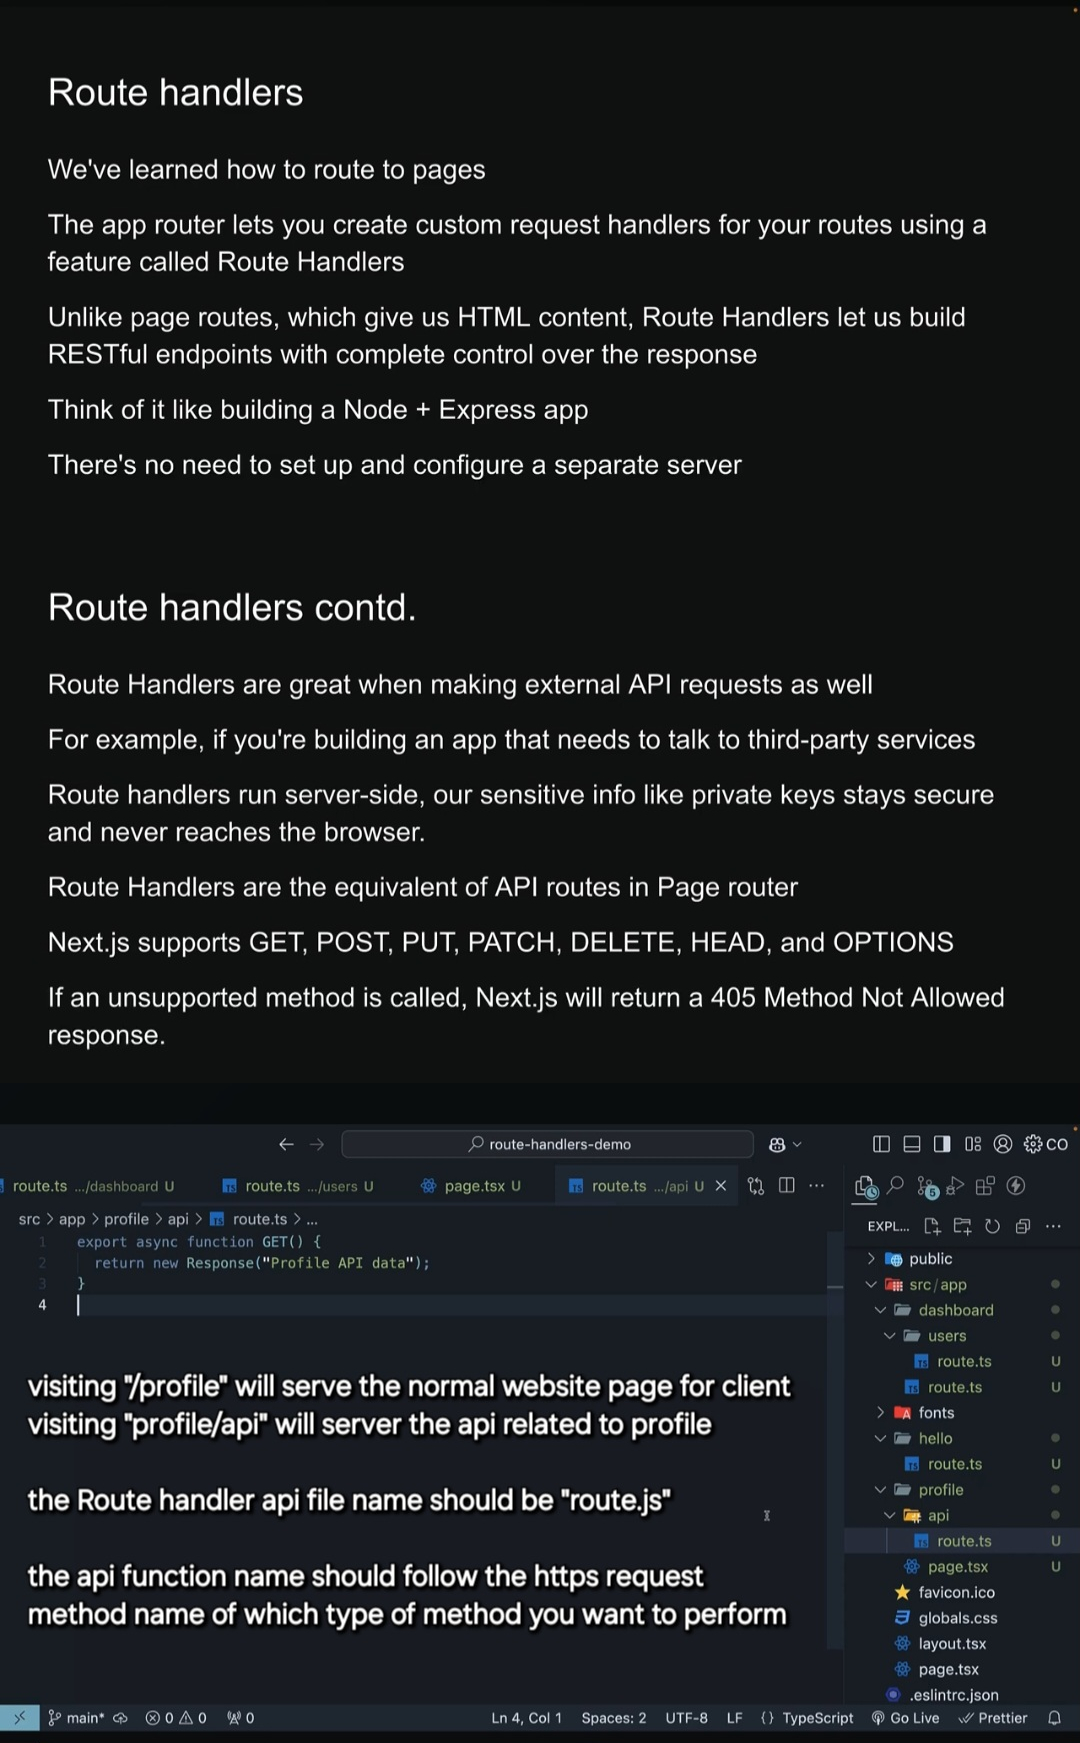 Route handlers
We've learned how to route to pages
The app router lets you create custom request handlers for your routes using a
feature called Route Handlers
Unlike page routes, which give us HTML content, Route Handlers let us build
RESTful endpoints with complete control over the response
Think of it like building a Node + Express app
There's no need to set up and configure a separate server
Route handlers contd.
Route Handlers are great when making external API requests as well
For example, if you're building an app that needs to talk to third-party services
Route handlers run server-side, our sensitive info like private keys stays secure
and never reaches the browser.
Route Handlers are the equivalent of API routes in Page router
Next.js supports GET, POST, PUT, PATCH, DELETE, HEAD, and OPTIONS
If an unsupported method is called, Next.js will return a 405 Method Not Allowed
response.
route-handlers-demo
CO
route.ts .../dashboard U
route.ts .../users U
page.tsx U
route.ts .../api U
src > app > profile > api > route.ts > ...
1 export async function GET() {
2 return new Response("Profile API data");
3 }
4
visiting "/profile" will serve the normal website page for client
visiting "profile/api" will server the api related to profile
the Route handler api file name should be "route.js"
the api function name should follow the https request
method name of which type of method you want to perform
5
EXPL...
public
src/app
dashboard
users
route.ts U
route.ts U
fonts
hello
route.ts U
profile
api
route.ts U
page.tsx U
favicon.ico
globals.css
layout.tsx
page.tsx
.eslintrc.json
main* 0 0 0 Ln 4, Col 1 Spaces: 2 UTF-8 LF {} TypeScript Go Live Prettier